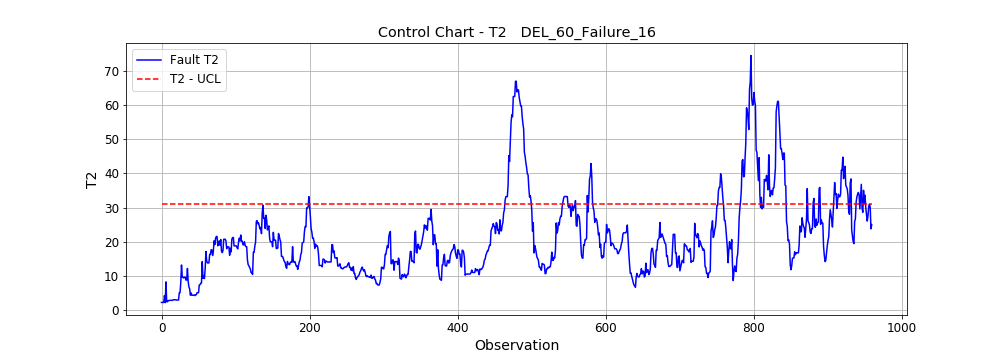 Control Chart - T2   DEL_60_Failure_16
Fault T2
T2 - UCL
T2
70
60
50
40
30
20
10
0
0 200 400 600 800 1000
Observation